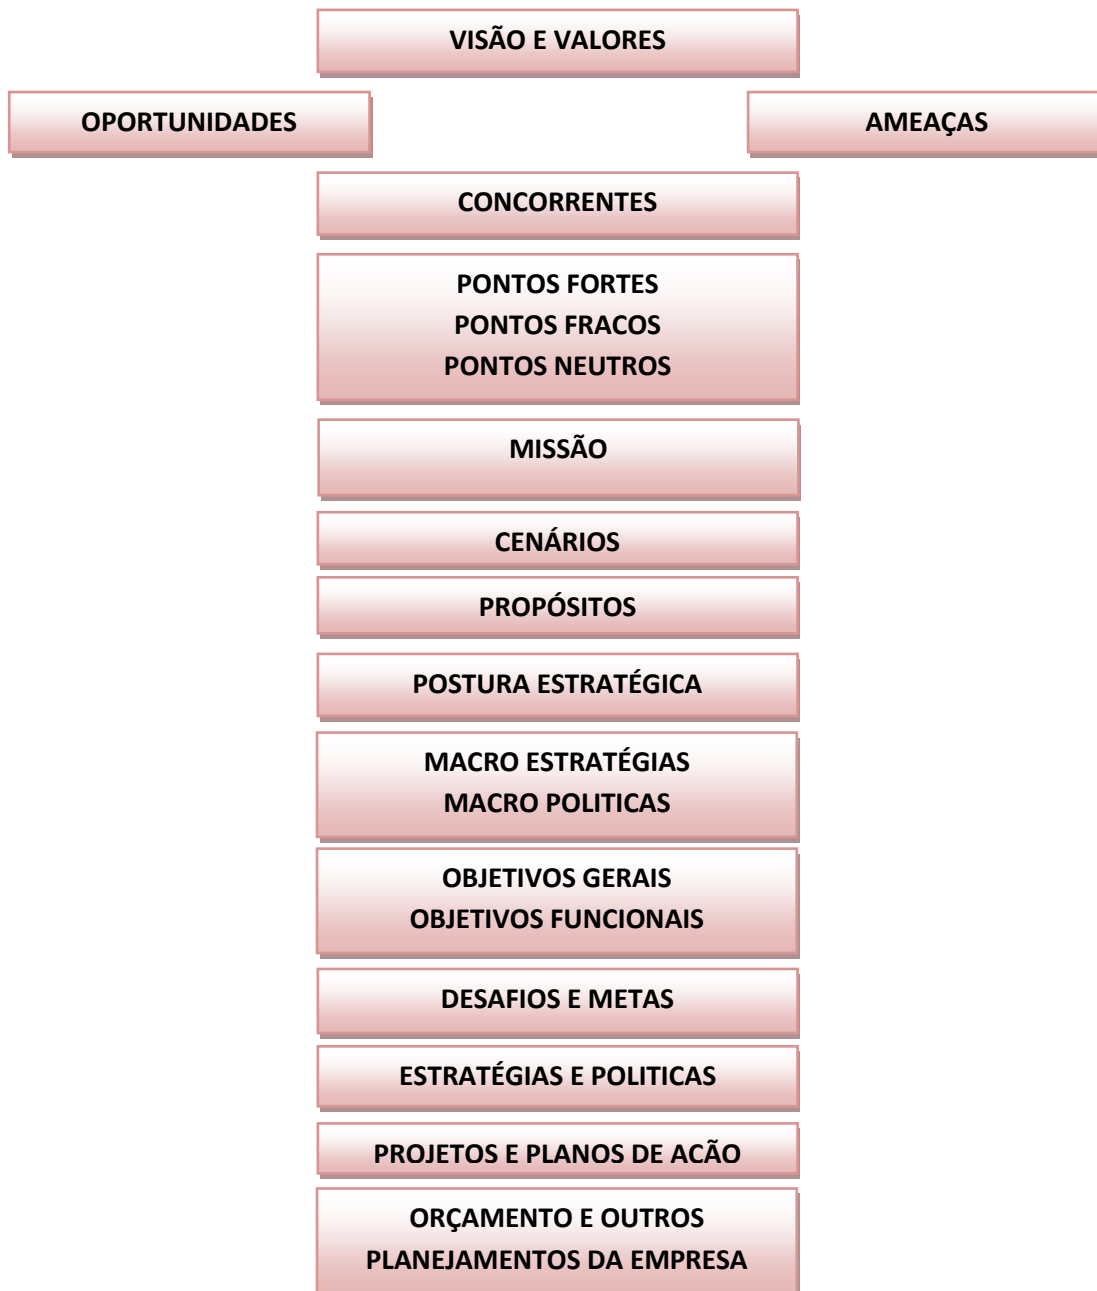 VISÃO E VALORES
OPORTUNIDADES
AMEAÇAS
CONCORRENTES
PONTOS FORTES
PONTOS FRACOS
PONTOS NEUTROS
MISSÃO
CENÁRIOS
PROPÓSITOS
POSTURA ESTRATÉGICA
MACRO ESTRATÉGIAS
MACRO POLITICAS
OBJETIVOS GERAIS
OBJETIVOS FUNCIONAIS
DESAFIOS E METAS
ESTRATÉGIAS E POLITICAS
PROJETOS E PLANOS DE ACÃO
ORÇAMENTO E OUTROS
PLANEJAMENTOS DA EMPRESA